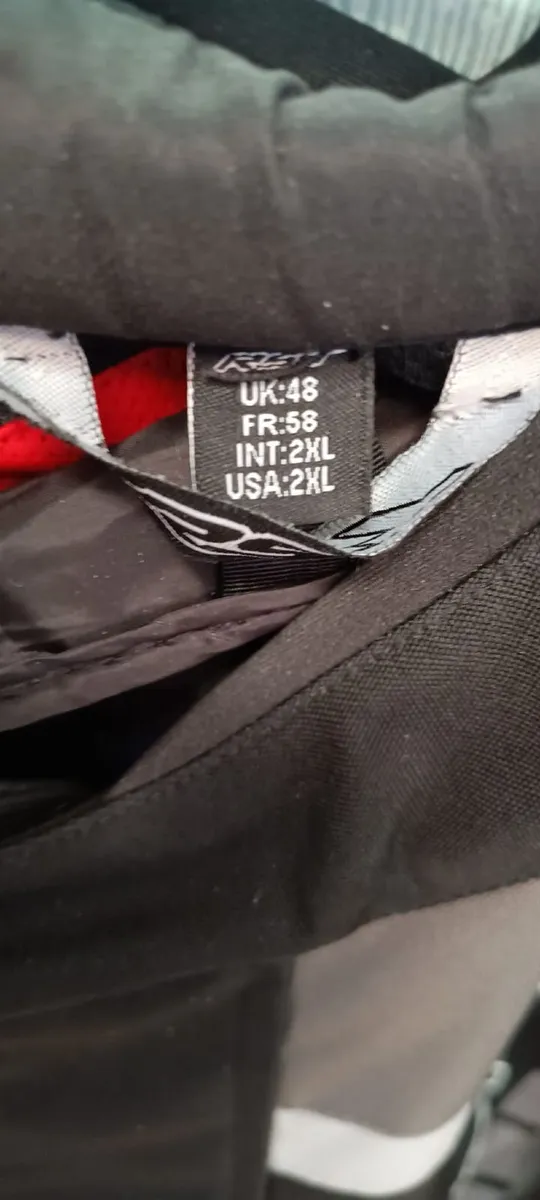 RST
UK:48
FR:58
INT:2XL
USA:2XL